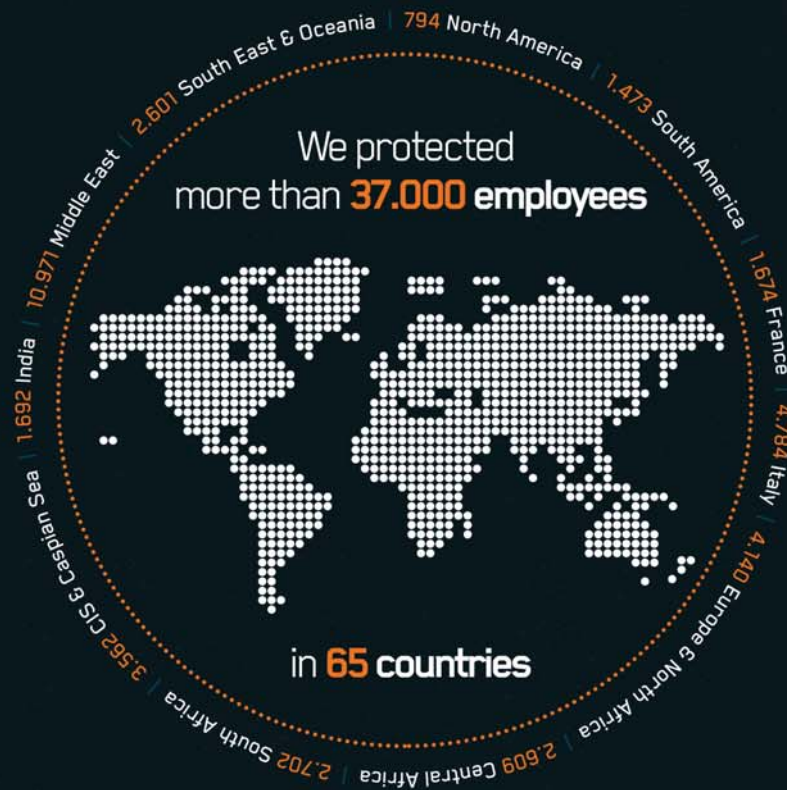 794 North America
1.473 South America
1.674 France
4.784 Italy
4.140 Europe & North Africa
2.609 Central Africa
2.702 South Africa
3.562 CIS & Caspian Saa
1.692 India
10.971 Middle East
2.601 South East & Oceania
We protected
more than 37.000 employees
in 65 countries